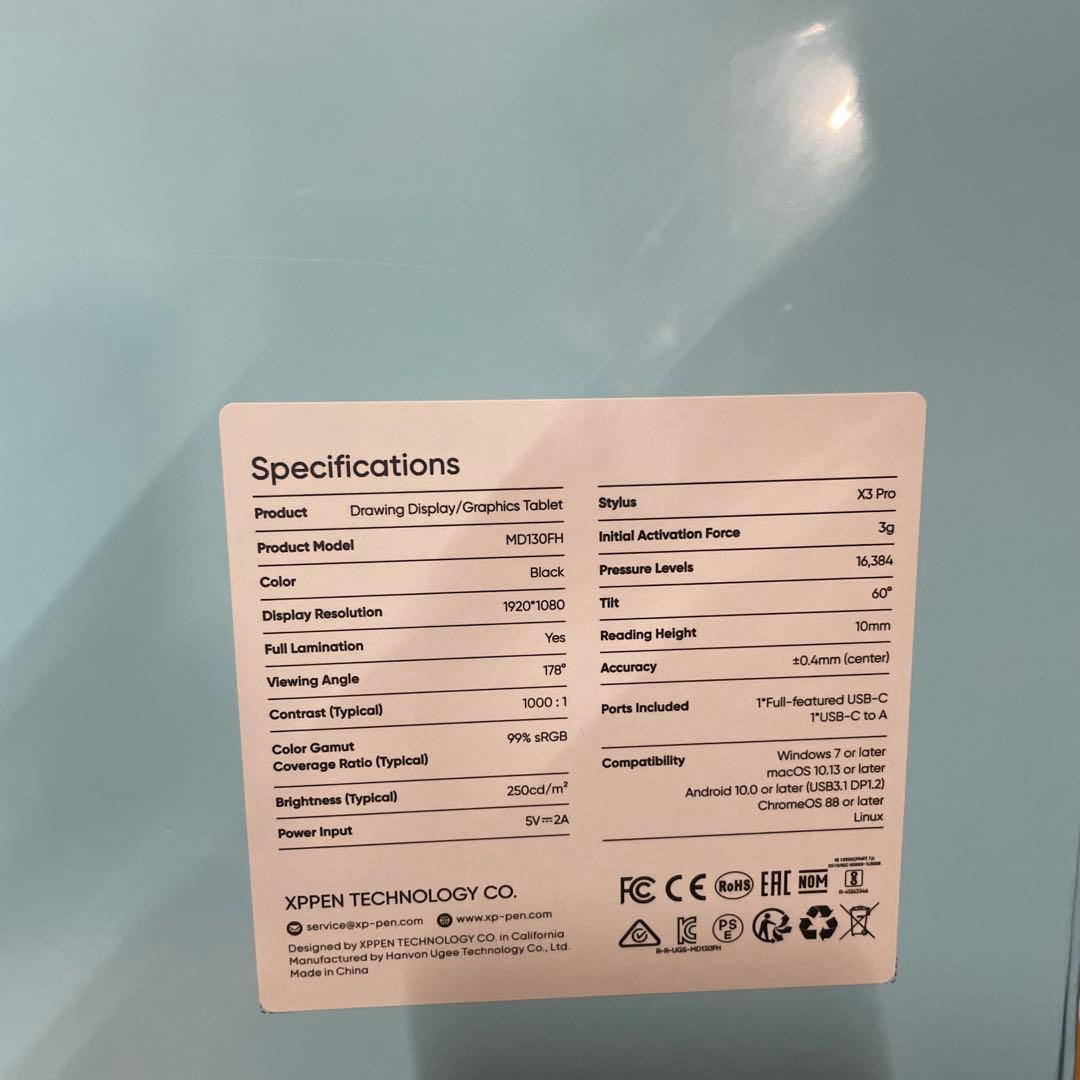 Specifications
Product Drawing Display/Graphics Tablet
Product Model MD130FH
Color Black
Display Resolution 1920*1080
Full Lamination Yes
Viewing Angle 178°
Contrast (Typical) 1000 : 1
Color Gamut
Coverage Ratio (Typical) 99% sRGB
Brightness (Typical) 250cd/m²
Power Input 5V⎓2A
Stylus X3 Pro
Initial Activation Force 3g
Pressure Levels 16,384
Tilt 60°
Reading Height 10mm
Accuracy ±0.4mm (center)
Ports Included 1*Full-featured USB-C
1*USB-C to A
Compatibility Windows 7 or later
macOS 10.13 or later
Android 10.0 or later (USB3.1 DP1.2)
ChromeOS 88 or later
Linux
XPPEN TECHNOLOGY CO.
service@xp-pen.com www.xp-pen.com
Designed by XPPEN TECHNOLOGY CO. in California
Manufactured by Hanvon Ugee Technology Co., Ltd.
Made in China
FC CE RoHS EAC NOM
R-R-UGS-MD130FH
PS
E